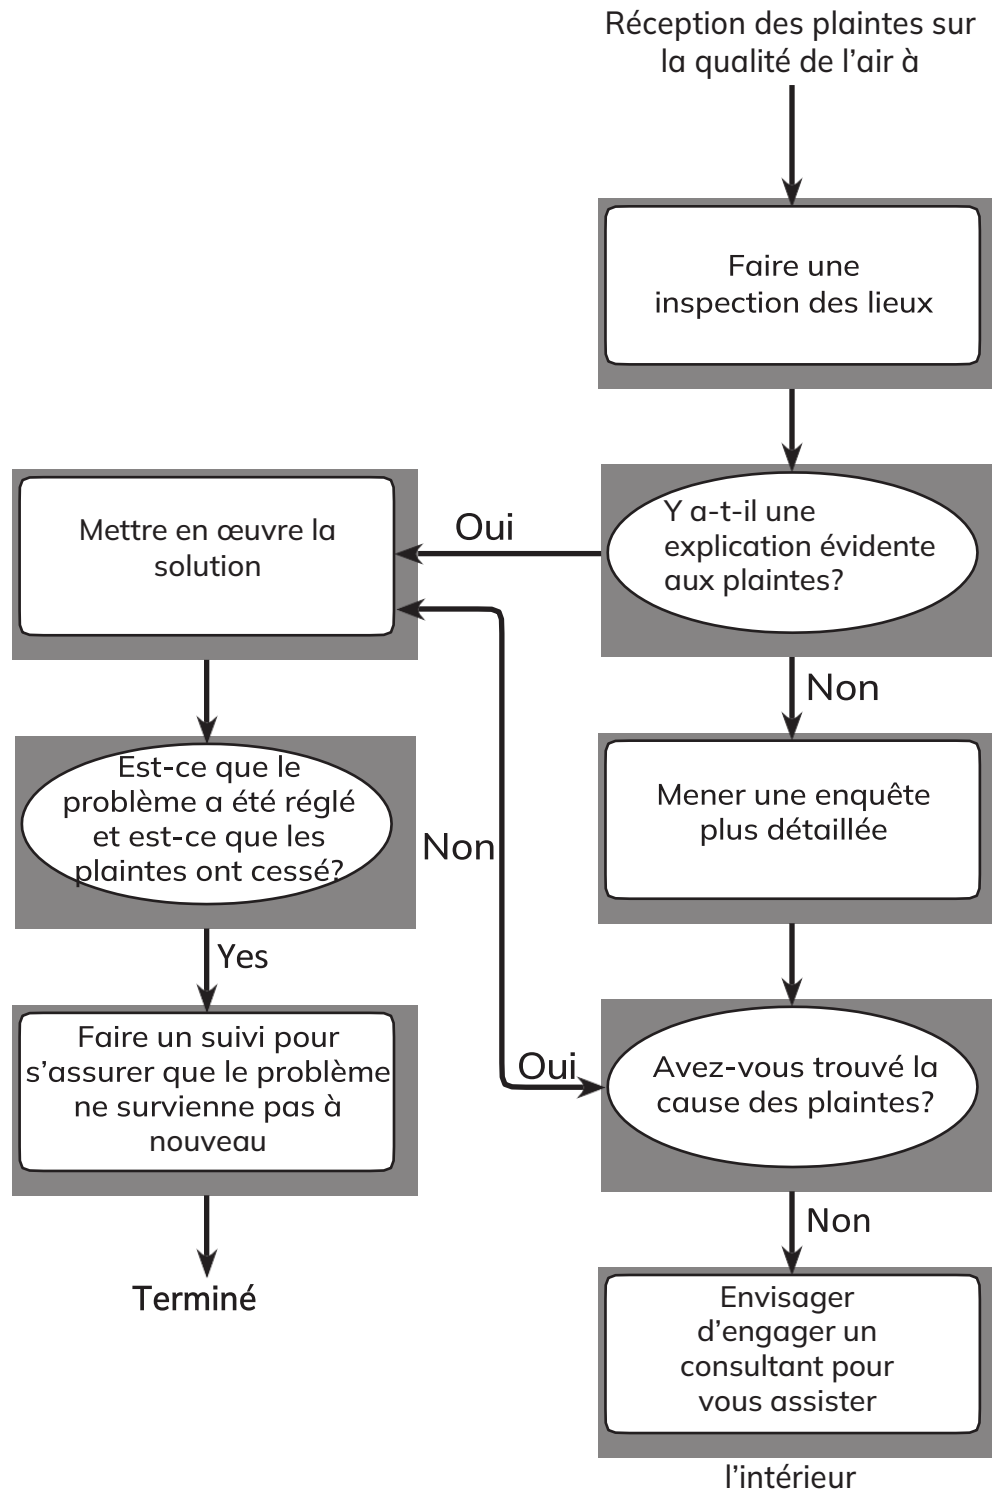 Réception des plaintes sur
la qualité de l’air à
Faire une
inspection des lieux
Y a-t-il une
explication évidente
aux plaintes?
Oui
Mettre en œuvre la
solution
Non
Mener une enquête
plus détaillée
Est-ce que le
problème a été réglé
et est-ce que les
plaintes ont cessé?
Non
Yes
Faire un suivi pour
s’assurer que le problème
ne survienne pas à
nouveau
Oui
Avez-vous trouvé la
cause des plaintes?
Non
Terminé
Envisager
d’engager un
consultant pour
vous assister
l’intérieur